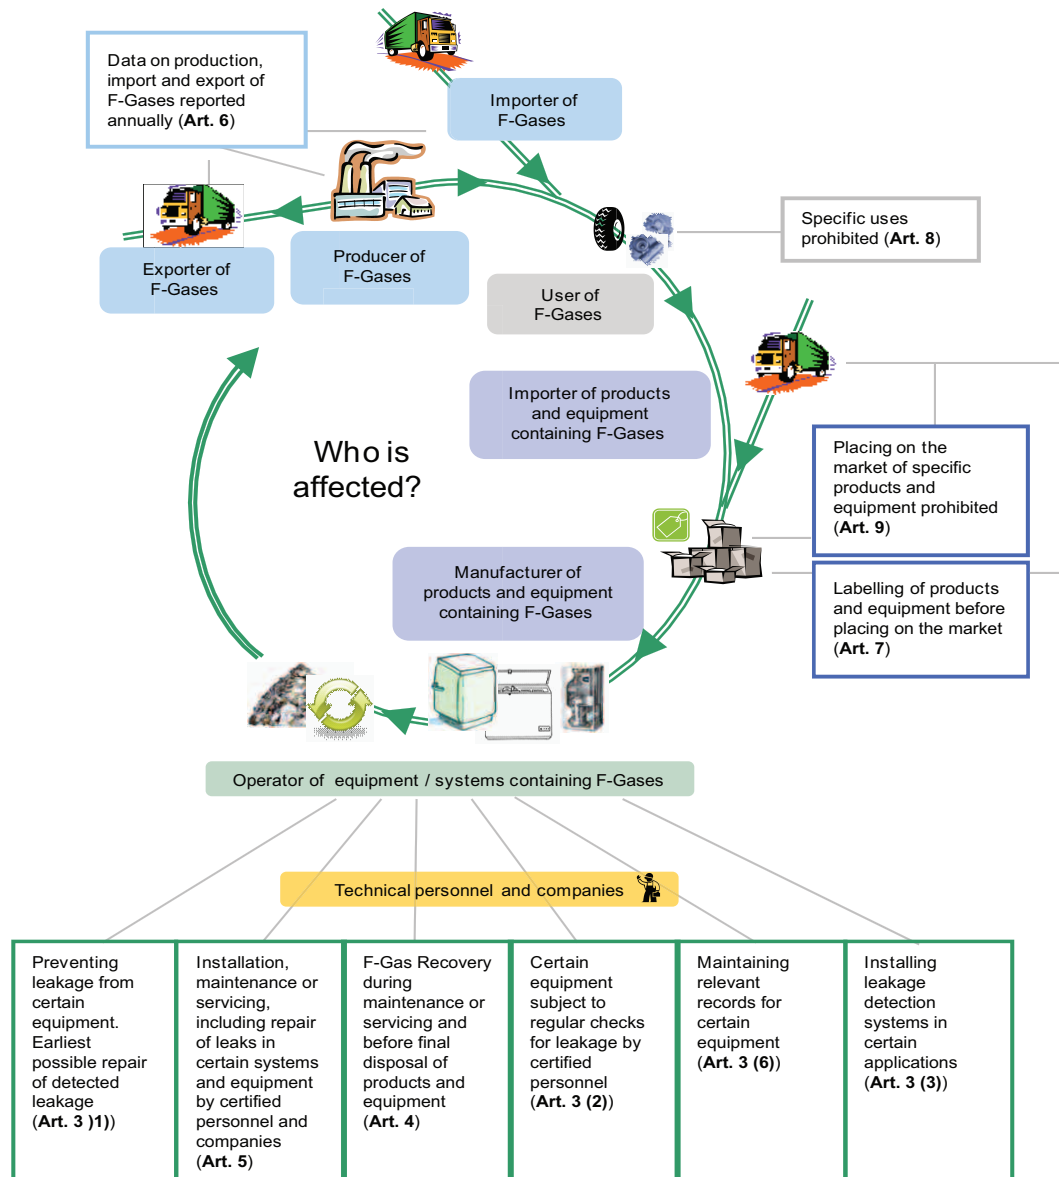 Data on production,
import and export of
F-Gases reported
annually (Art. 6)
Importer of
F-Gases
Exporter of
F-Gases
Producer of
F-Gases
Specific uses
prohibited (Art. 8)
User of
F-Gases
Importer of products
and equipment
containing F-Gases
Who is
affected?
Placing on the
market of specific
products and
equipment prohibited
(Art. 9)
Manufacturer of
products and equipment
containing F-Gases
Labelling of products
and equipment before
placing on the market
(Art. 7)
Operator of equipment / systems containing F-Gases
Technical personnel and companies
Preventing
leakage from
certain
equipment.
Earliest
possible repair
of detected
leakage
(Art. 3 )1))
Installation,
maintenance or
servicing,
including repair
of leaks in
certain systems
and equipment
by certified
personnel and
companies
(Art. 5)
F-Gas Recovery
during
maintenance or
servicing and
before final
disposal of
products and
equipment
(Art. 4)
Certain
equipment
subject to
regular checks
for leakage by
certified
personnel
(Art. 3 (2))
Maintaining
relevant
records for
certain
equipment
(Art. 3 (6))
Installing
leakage
detection
systems in
certain
applications
(Art. 3 (3))